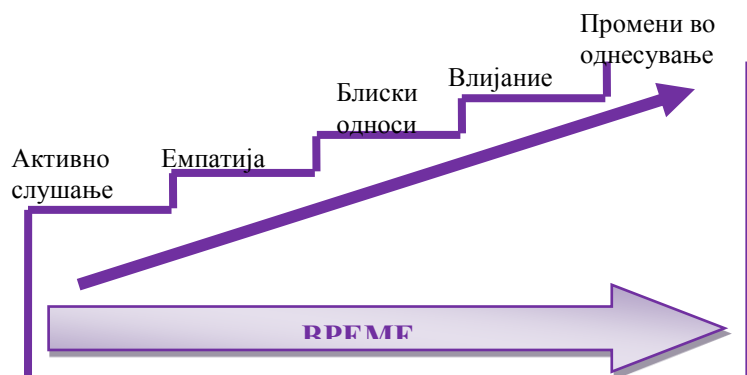 Активно
слушање
Емпатија
Блиски
односи
Влијание
Промени во
однесување
ВРЕМЕ